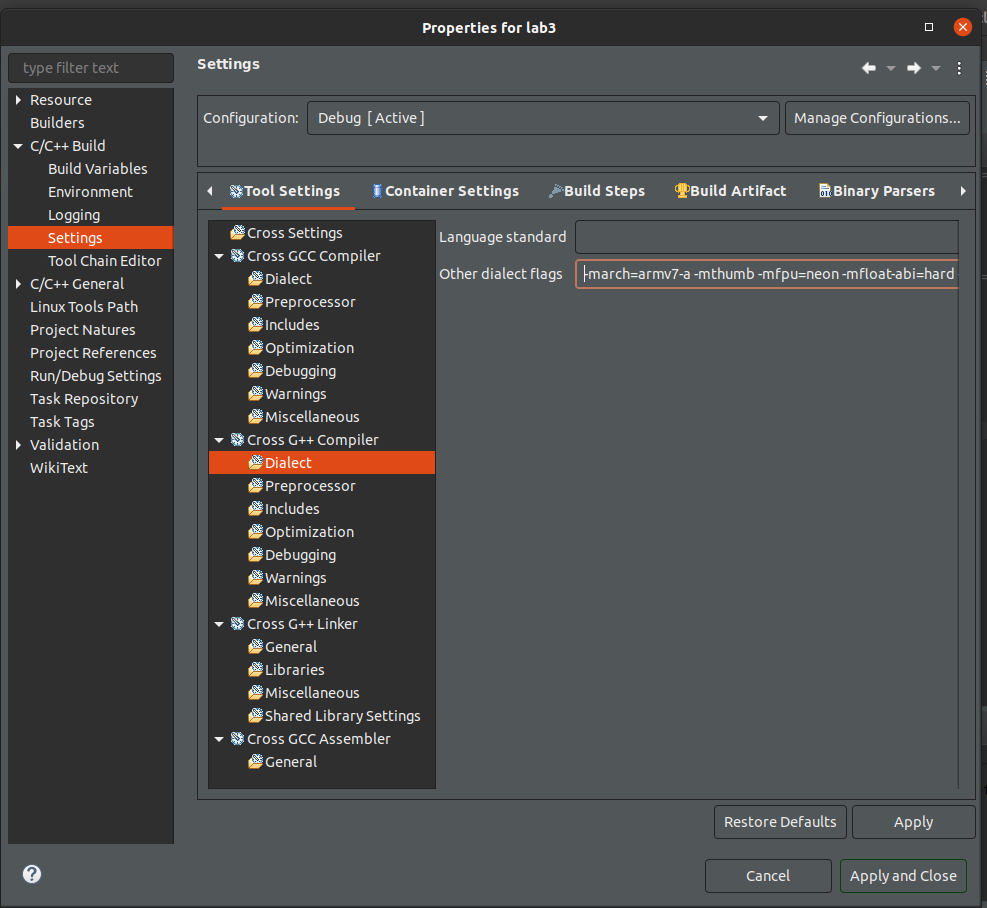 Properties for lab3
type filter text
Resource
Builders
C/C++ Build
Build Variables
Environment
Logging
Settings
Tool Chain Editor
C/C++ General
Linux Tools Path
Project Natures
Project References
Run/Debug Settings
Task Repository
Task Tags
Validation
WikiText
Settings
Configuration: Debug [Active] Manage Configurations...
Tool Settings Container Settings Build Steps Build Artifact Binary Parsers
Cross Settings
Cross GCC Compiler
Dialect
Preprocessor
Includes
Optimization
Debugging
Warnings
Miscellaneous
Cross G++ Compiler
Dialect
Preprocessor
Includes
Optimization
Debugging
Warnings
Miscellaneous
Cross G++ Linker
General
Libraries
Miscellaneous
Shared Library Settings
Cross GCC Assembler
General
Language standard
Other dialect flags -march=armv7-a -mthumb -mfpu=neon -mfloat-abi=hard
Restore Defaults Apply
Cancel Apply and Close